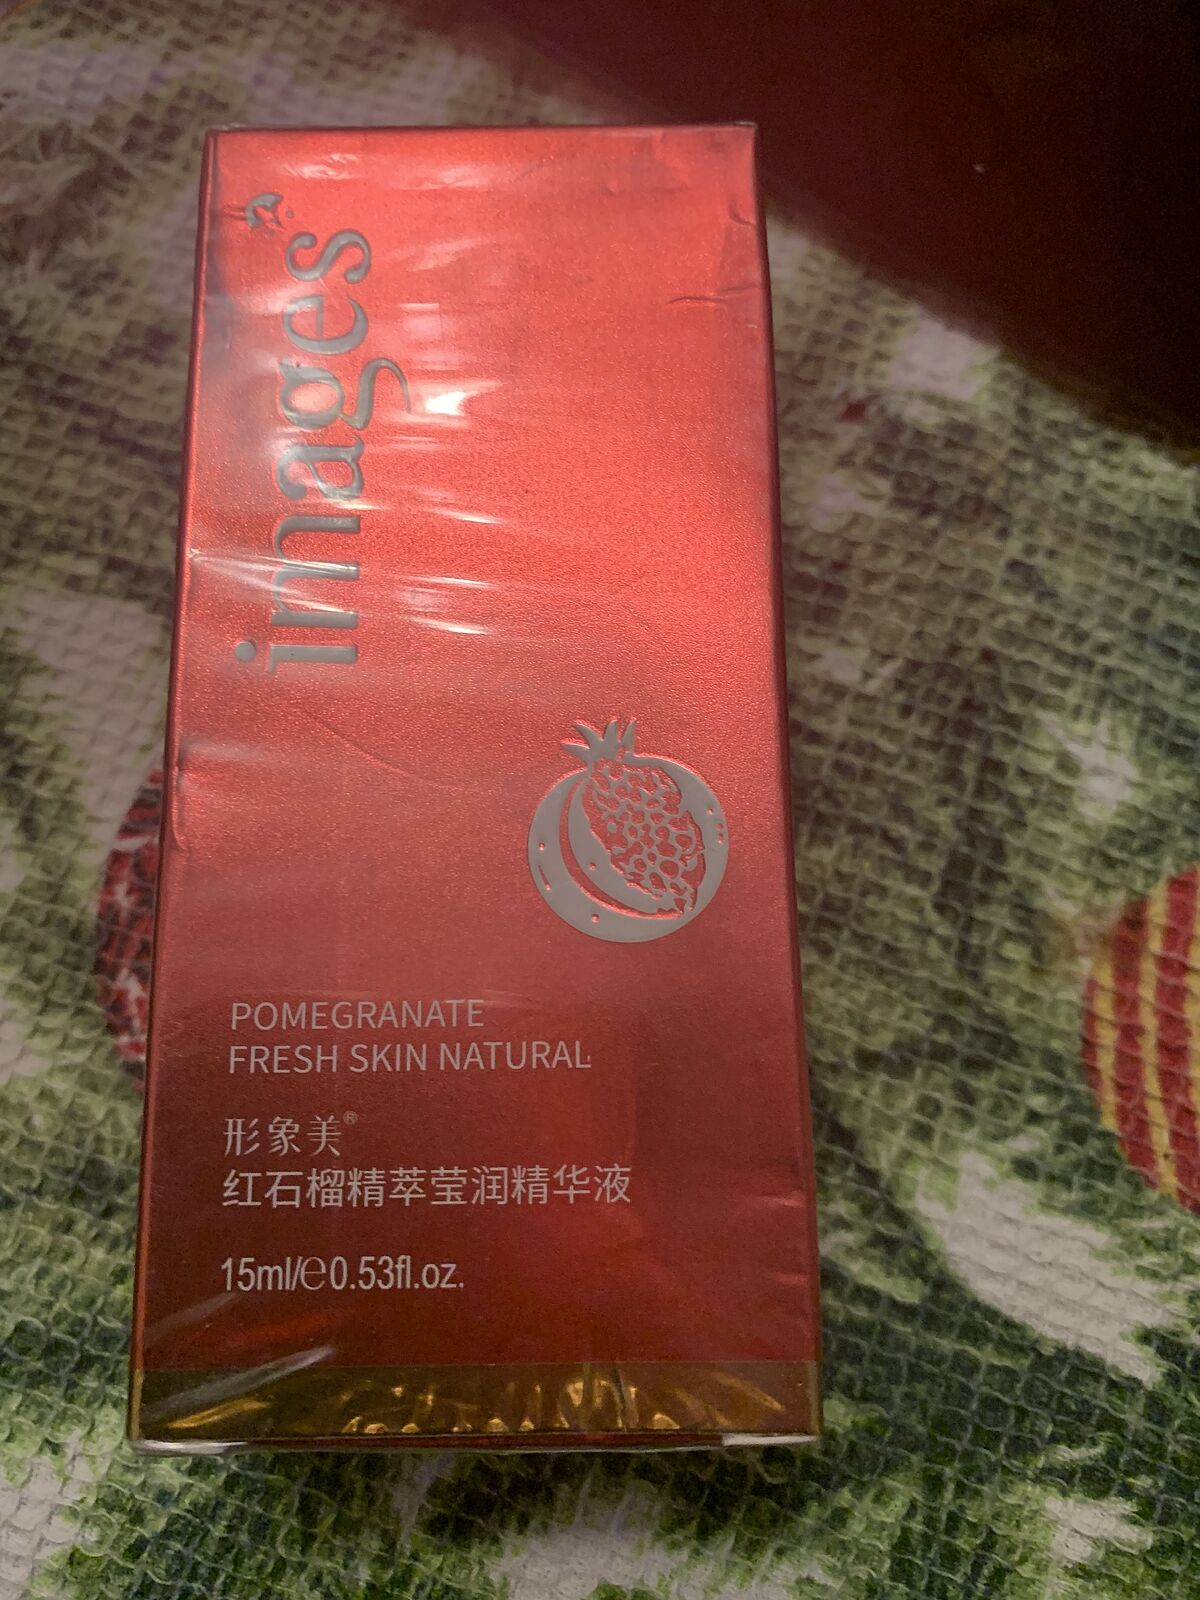 images
POMEGRANATE
FRESH SKIN NATURAL
形象美®
红石榴精萃莹润精华液
15ml/e0.53fl.oz.